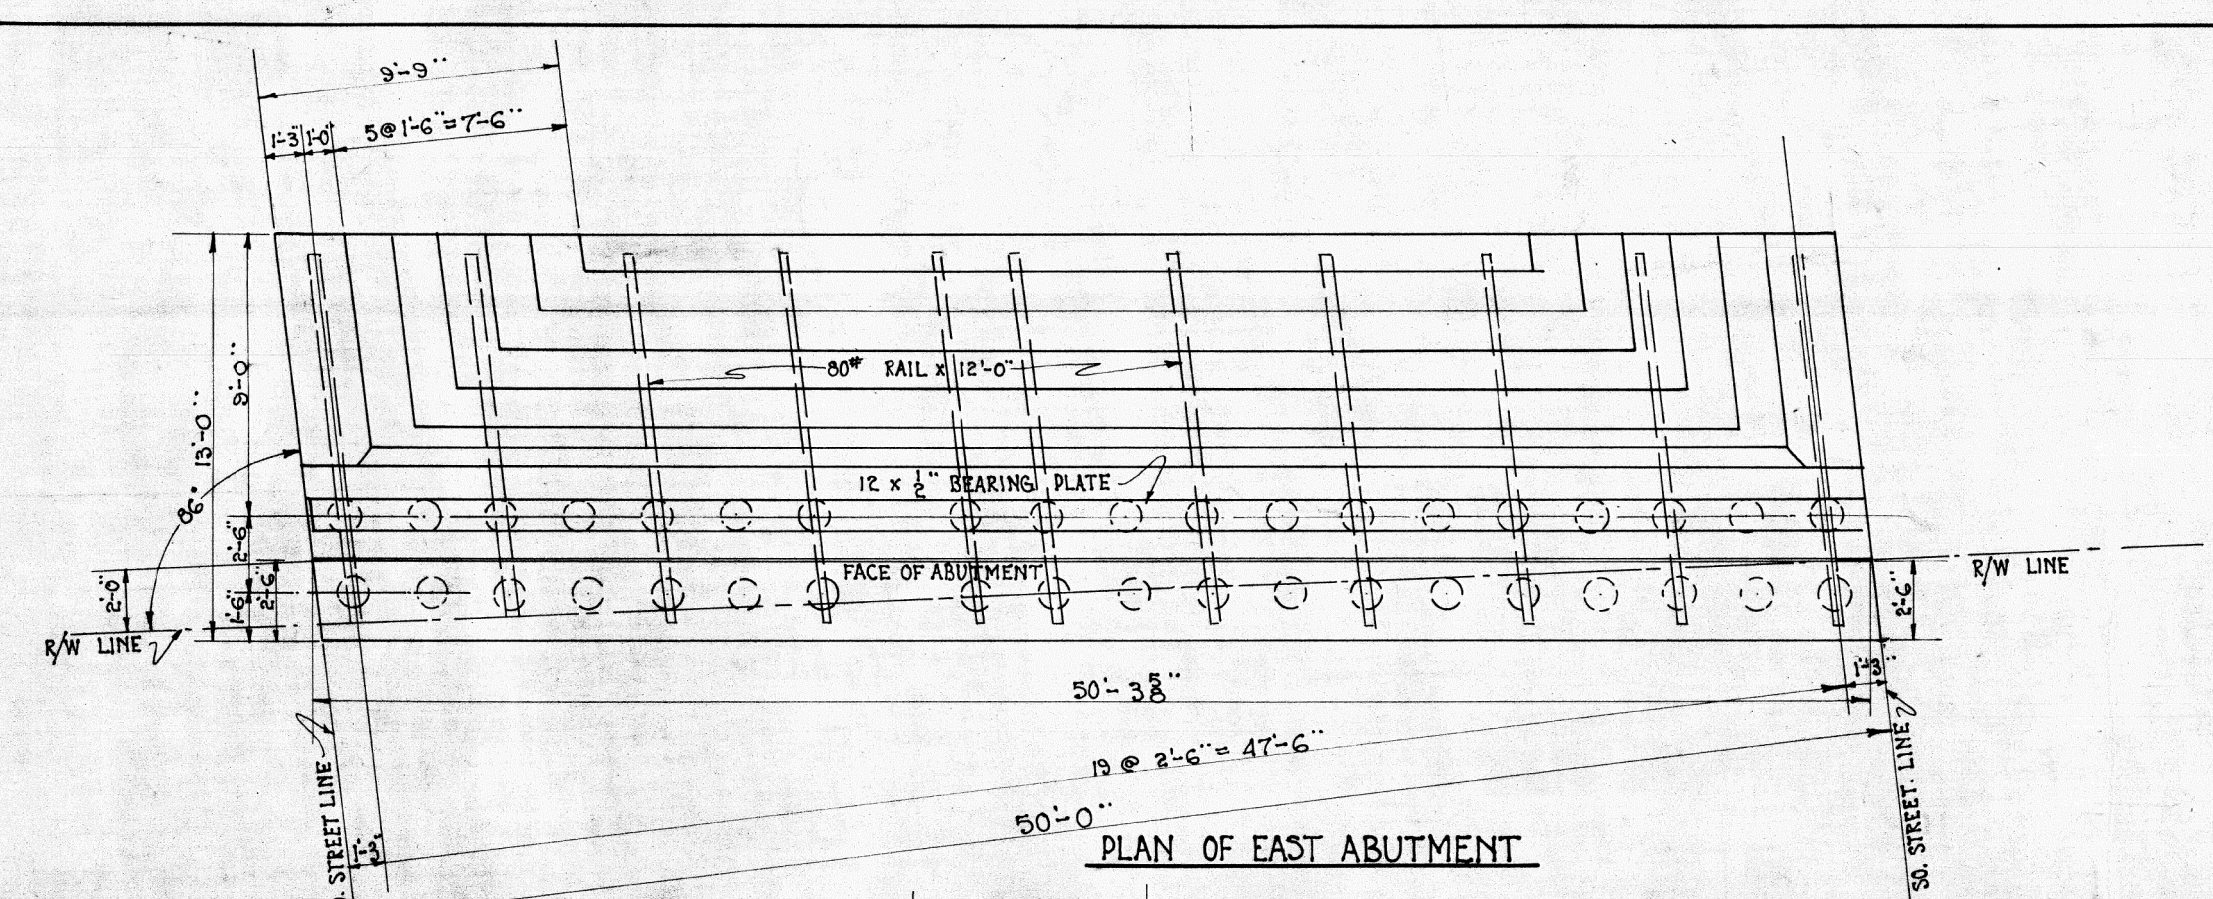 9'-9"
1'-3" 1'-0" 5@1'-6"=7'-6"
80# RAIL x 12'-0"
9'-0"
13'-0"
86°
12 x 1/2" BEARING PLATE
2'-6"
FACE OF ABUTMENT
R/W LINE
2'-0"
1'-6"
2'-6"
2'-6"
R/W LINE
1'-3"
50'-3 5/8"
19 @ 2'-6" = 47'-6"
50'-0"
STREET LINE
1'-3"
SO. STREET LINE
PLAN OF EAST ABUTMENT